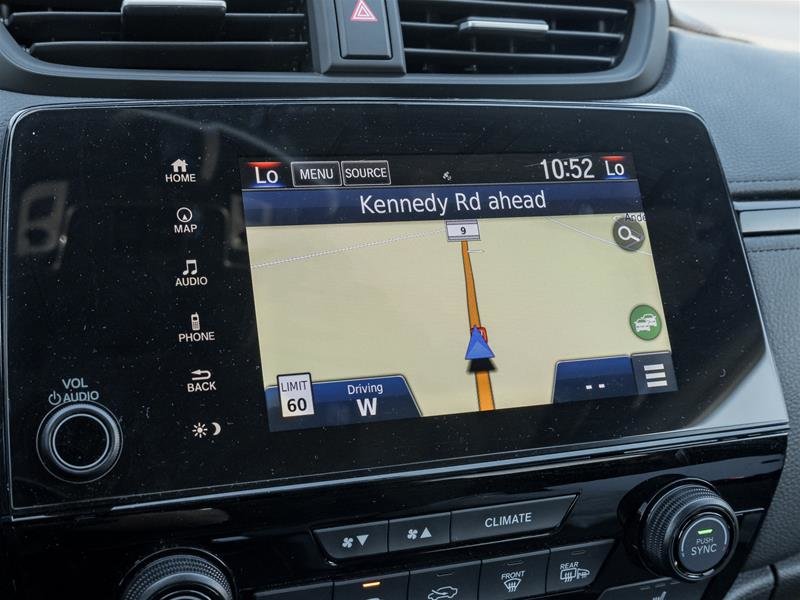 Lo MENU SOURCE 10:52 Lo
Kennedy Rd ahead
9
LIMIT
60
Driving
W
--
HOME
MAP
AUDIO
PHONE
BACK
VOL
AUDIO
CLIMATE
PUSH
SYNC
FRONT
REAR